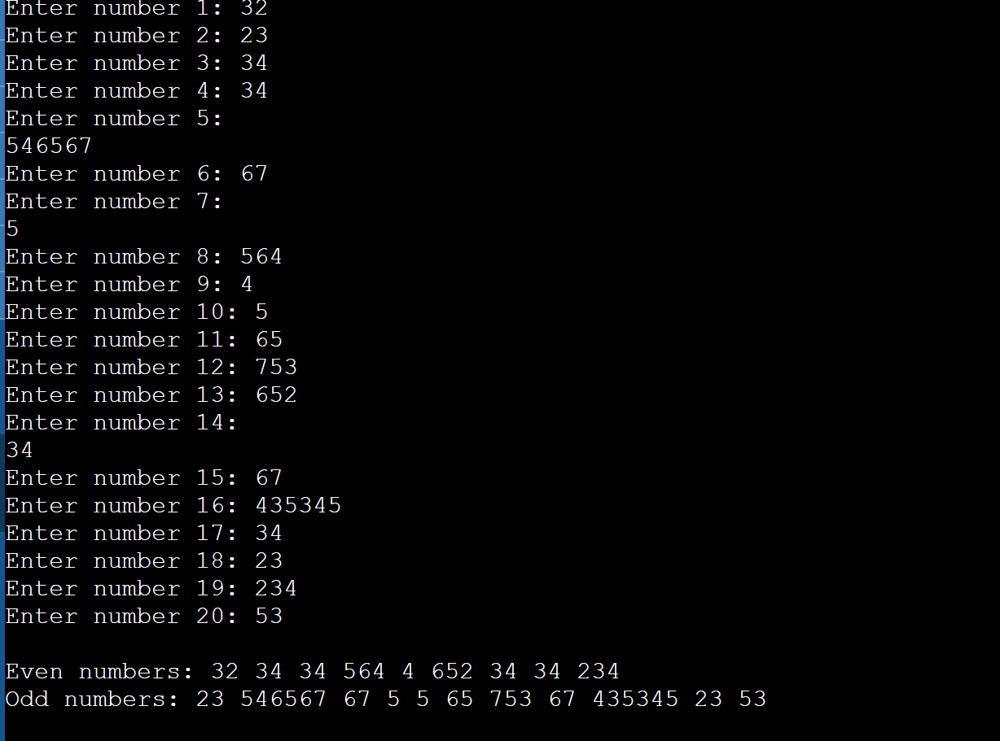 Enter number 1: 32
Enter number 2: 23
Enter number 3: 34
Enter number 4: 34
Enter number 5:
546567
Enter number 6: 67
Enter number 7:
5
Enter number 8: 564
Enter number 9: 4
Enter number 10: 5
Enter number 11: 65
Enter number 12: 753
Enter number 13: 652
Enter number 14:
34
Enter number 15: 67
Enter number 16: 435345
Enter number 17: 34
Enter number 18: 23
Enter number 19: 234
Enter number 20: 53
Even numbers: 32 34 34 564 4 652 34 34 234
Odd numbers: 23 546567 67 5 5 65 753 67 435345 23 53